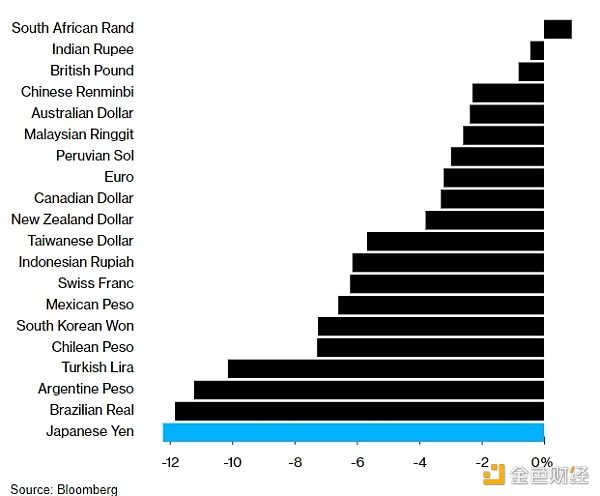 South African Rand
Indian Rupee
British Pound
Chinese Renminbi
Australian Dollar
Malaysian Ringgit
Peruvian Sol
Euro
Canadian Dollar
New Zealand Dollar
Taiwanese Dollar
Indonesian Rupiah
Swiss Franc
Mexican Peso
South Korean Won
Chilean Peso
Turkish Lira
Argentine Peso
Brazilian Real
Japanese Yen
-12 -10 -8 -6 -4 -2 0%
Source: Bloomberg
金色财经